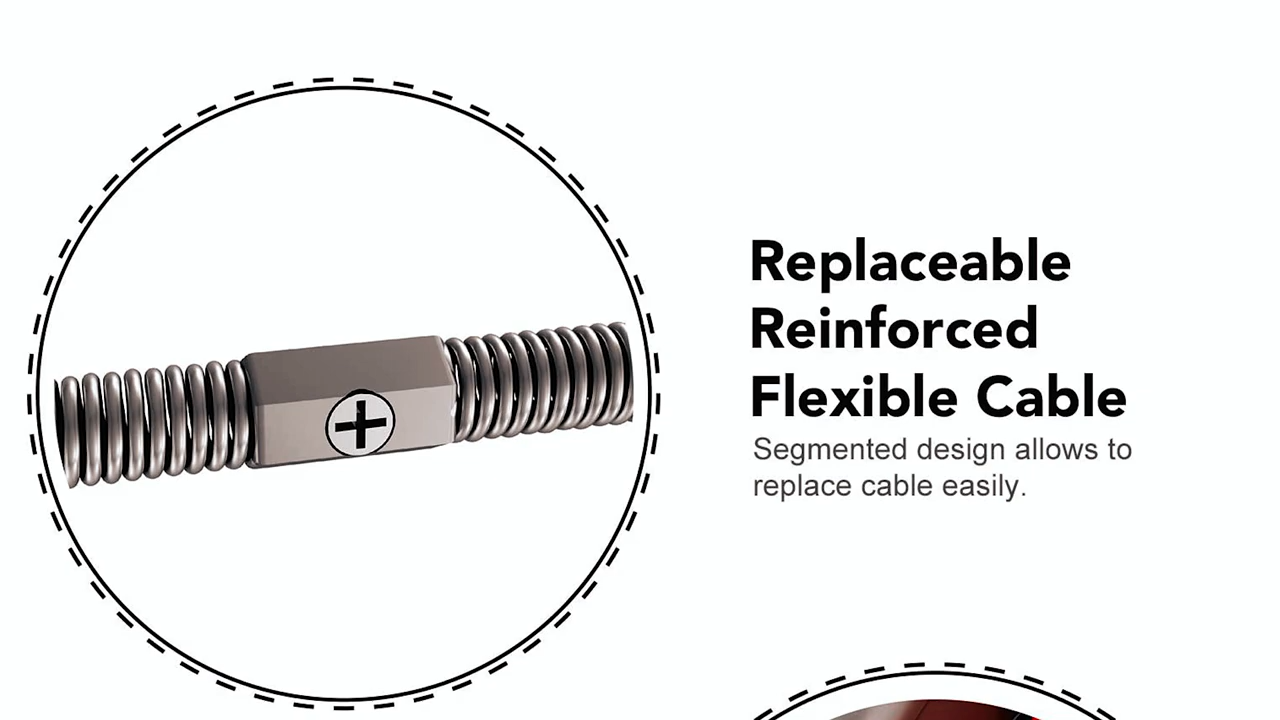 Replaceable
Reinforced
Flexible Cable
Segmented design allows to
replace cable easily.